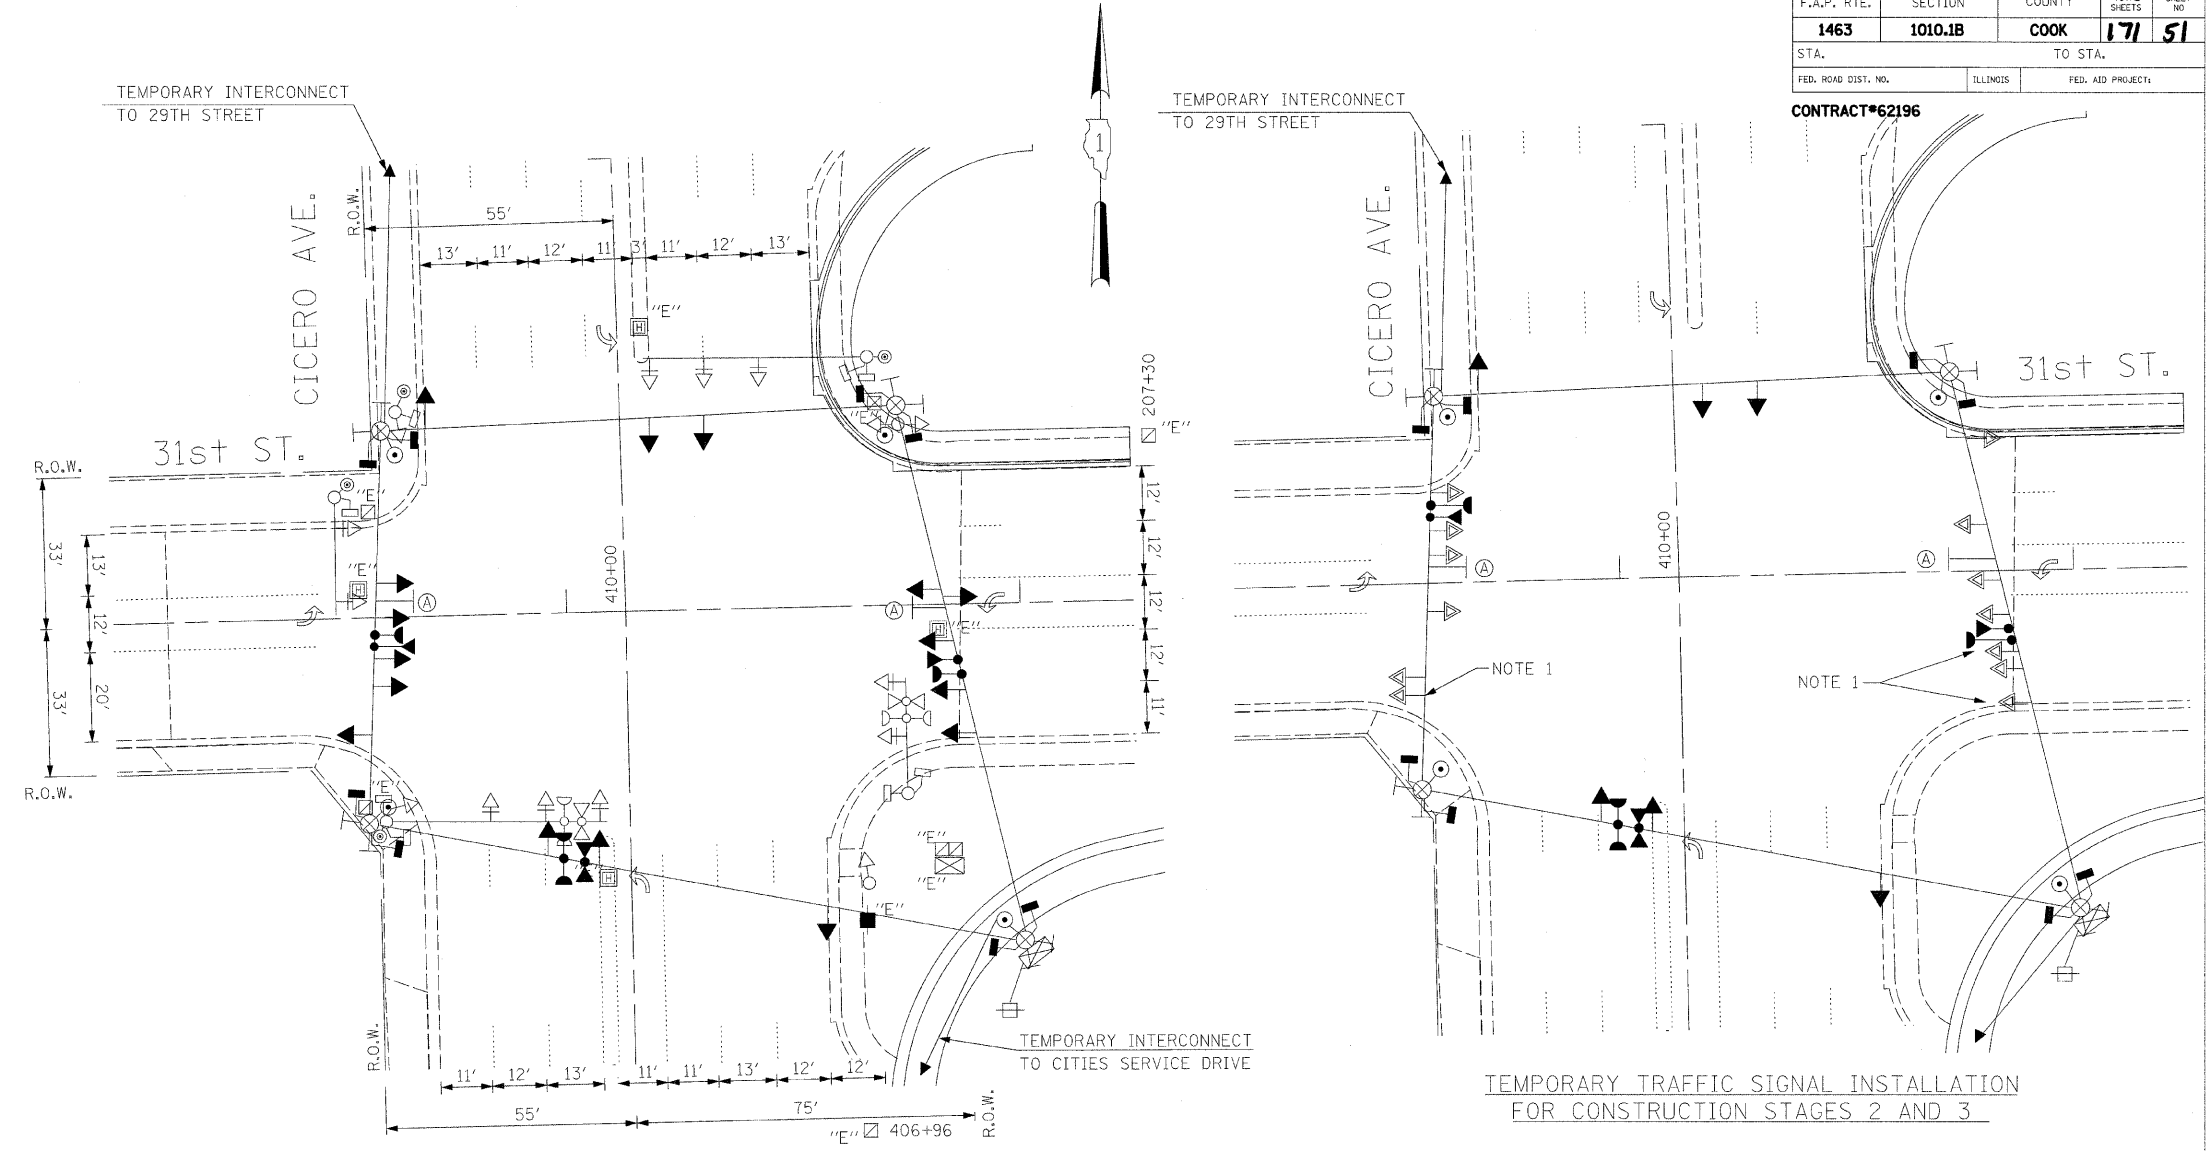 F.A.P. RTE. SECTION COUNTY SHEETS NO
1463 1010.1B COOK 171 51
STA. TO STA.
FED. ROAD DIST. NO. ILLINOIS FED. AID PROJECT:
CONTRACT#62196
TEMPORARY INTERCONNECT
TO 29TH STREET
CICERO AVE.
R.O.W.
55'
13' 11' 12' 11' 3' 11' 12' 13'
"E"
H
1
31st ST.
R.O.W.
"E"
"E"
H
A
33'
13'
12'
20'
33'
R.O.W.
410+00
"E"
207+30
"E"
A
H
"E"
12'
12'
12'
12'
11'
"E"
H
"E"
"E"
"E"
TEMPORARY INTERCONNECT
TO CITIES SERVICE DRIVE
R.O.W.
11' 12' 13' 11' 11' 13' 12' 12'
55' 75'
R.O.W.
"E" 406+96
TEMPORARY INTERCONNECT
TO 29TH STREET
CICERO AVE.
31st ST.
410+00
A
A
NOTE 1
NOTE 1
TEMPORARY TRAFFIC SIGNAL INSTALLATION
FOR CONSTRUCTION STAGES 2 AND 3